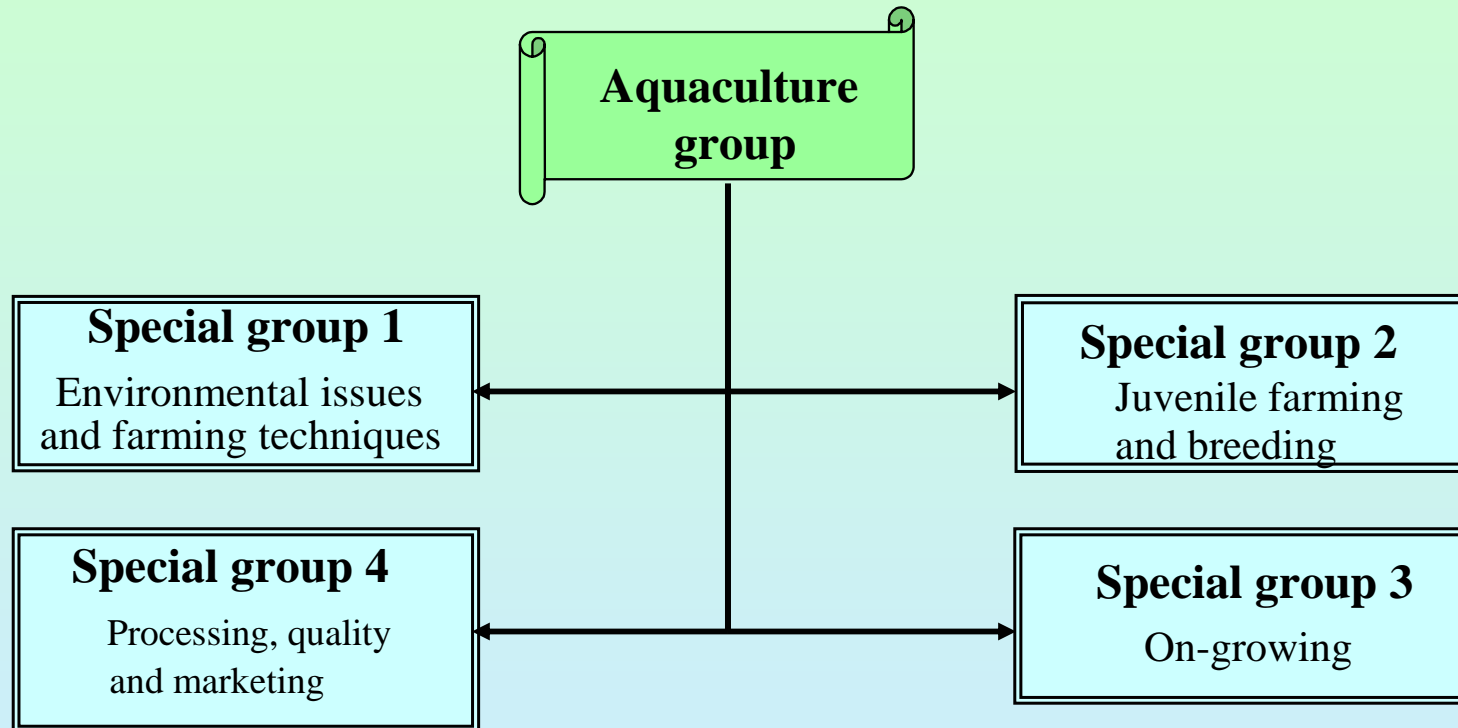 Aquaculture
group
Special group 1
Environmental issues
and farming techniques
Special group 2
Juvenile farming
and breeding
Special group 4
Processing, quality
and marketing
Special group 3
On-growing